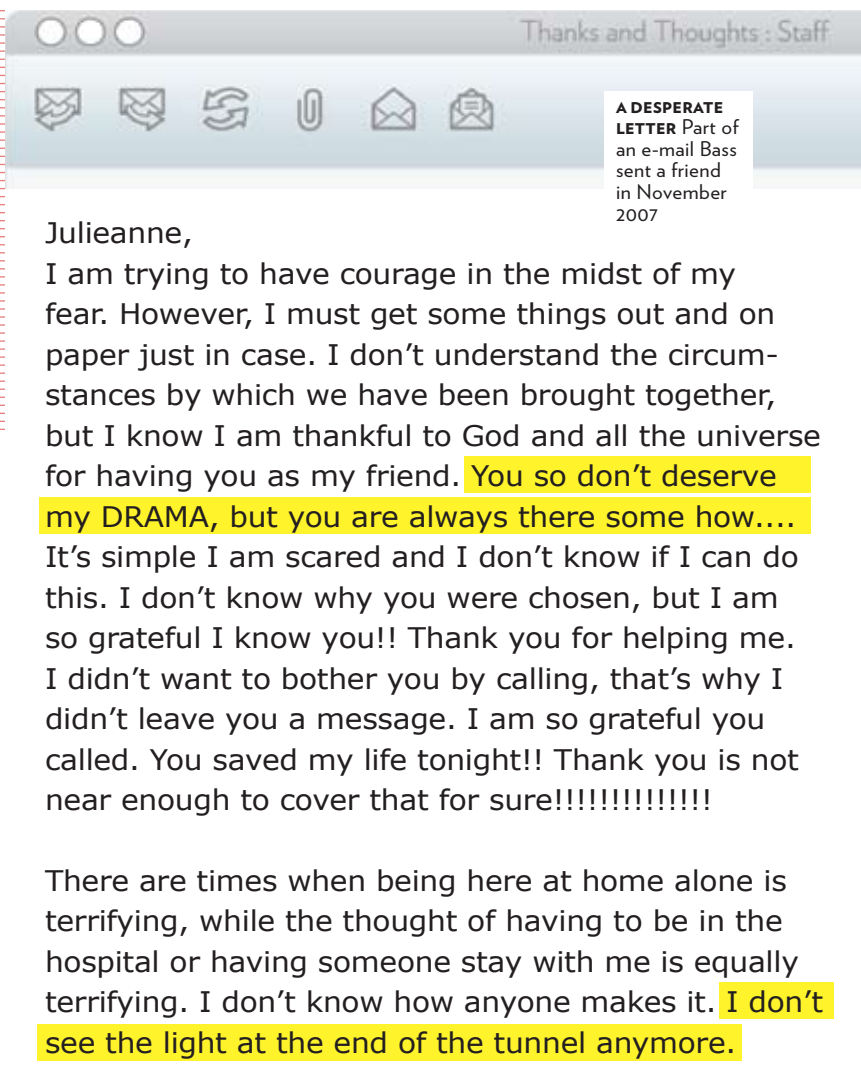 Thanks and Thoughts : Staff
A DESPERATE
LETTER Part of
an e-mail Bass
sent a friend
in November
2007
Julieanne,
I am trying to have courage in the midst of my
fear. However, I must get some things out and on
paper just in case. I don’t understand the circum-
stances by which we have been brought together,
but I know I am thankful to God and all the universe
for having you as my friend. You so don’t deserve
my DRAMA, but you are always there some how....
It’s simple I am scared and I don’t know if I can do
this. I don’t know why you were chosen, but I am
so grateful I know you!! Thank you for helping me.
I didn’t want to bother you by calling, that’s why I
didn’t leave you a message. I am so grateful you
called. You saved my life tonight!! Thank you is not
near enough to cover that for sure!!!!!!!!!!!!!!
There are times when being here at home alone is
terrifying, while the thought of having to be in the
hospital or having someone stay with me is equally
terrifying. I don’t know how anyone makes it. I don’t
see the light at the end of the tunnel anymore.